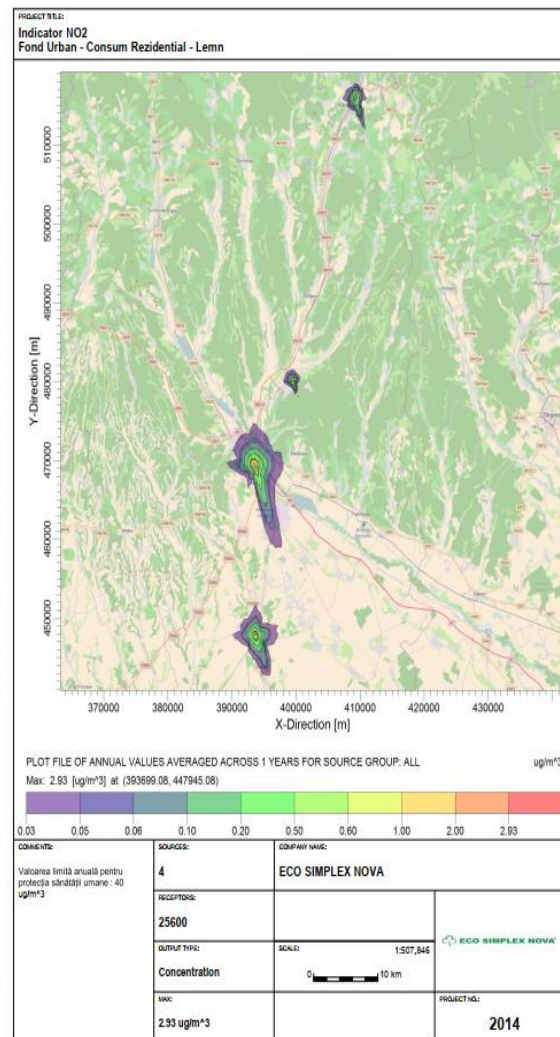 PROJECT TITLE:
Indicator NO2
Fond Urban - Consum Rezidential - Lemn
Y-Direction [m]
510000
500000
490000
480000
470000
460000
450000
370000 380000 390000 400000 410000 420000 430000
X-Direction [m]
PLOT FILE OF ANNUAL VALUES AVERAGED ACROSS 1 YEARS FOR SOURCE GROUP: ALL
ug/m^3
Max: 2.93 [ug/m^3] at (393699.08, 447945.08)
0.03 0.05 0.06 0.10 0.20 0.50 0.60 1.00 2.00 2.93
COMMENTS:
Valoarea limită anuală pentru
protecția sănătății umane : 40
ug/m^3
SOURCES:
4
COMPANY NAME:
ECO SIMPLEX NOVA
RECEPTORS:
25600
OUTPUT TYPE:
Concentration
SCALE:
1:507,846
0 10 km
ECO SIMPLEX NOVA
MAX:
2.93 ug/m^3
PROJECT NO.:
2014